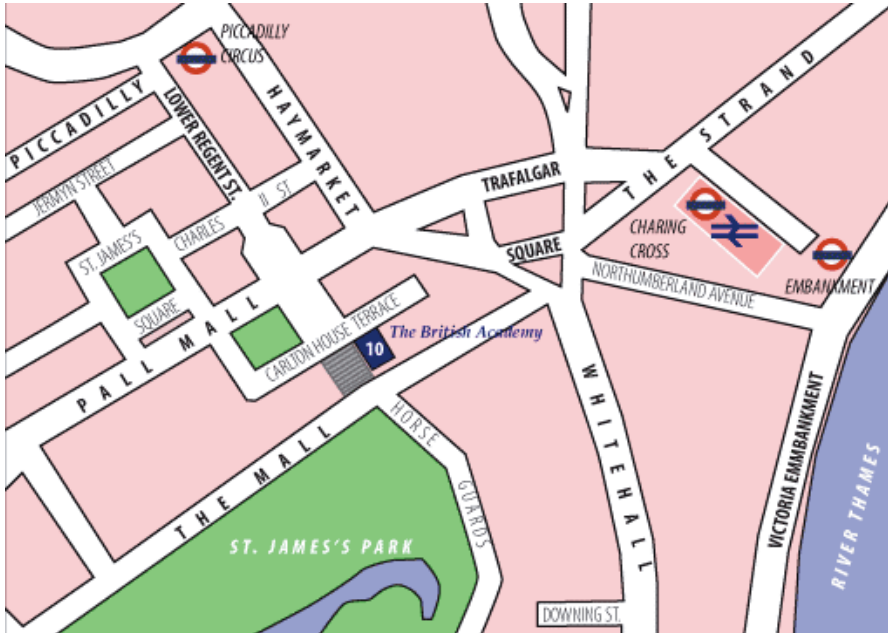 PICCADILLY
CIRCUS
PICCADILLY
LOWER REGENT ST.
HAYMARKET
JERMYN STREET
CHARLES
II ST
ST. JAMES'S
SQUARE
TRAFALGAR
SQUARE
THE STRAND
CHARING
CROSS
EMBANKMENT
NORTHUMBERLAND AVENUE
PALL MALL
CARLTON HOUSE TERRACE
The British Academy
10
THE MALL
HORSE
GUARDS
WHITEHALL
VICTORIA EMMBANKMENT
RIVER THAMES
ST. JAMES'S PARK
DOWNING ST.